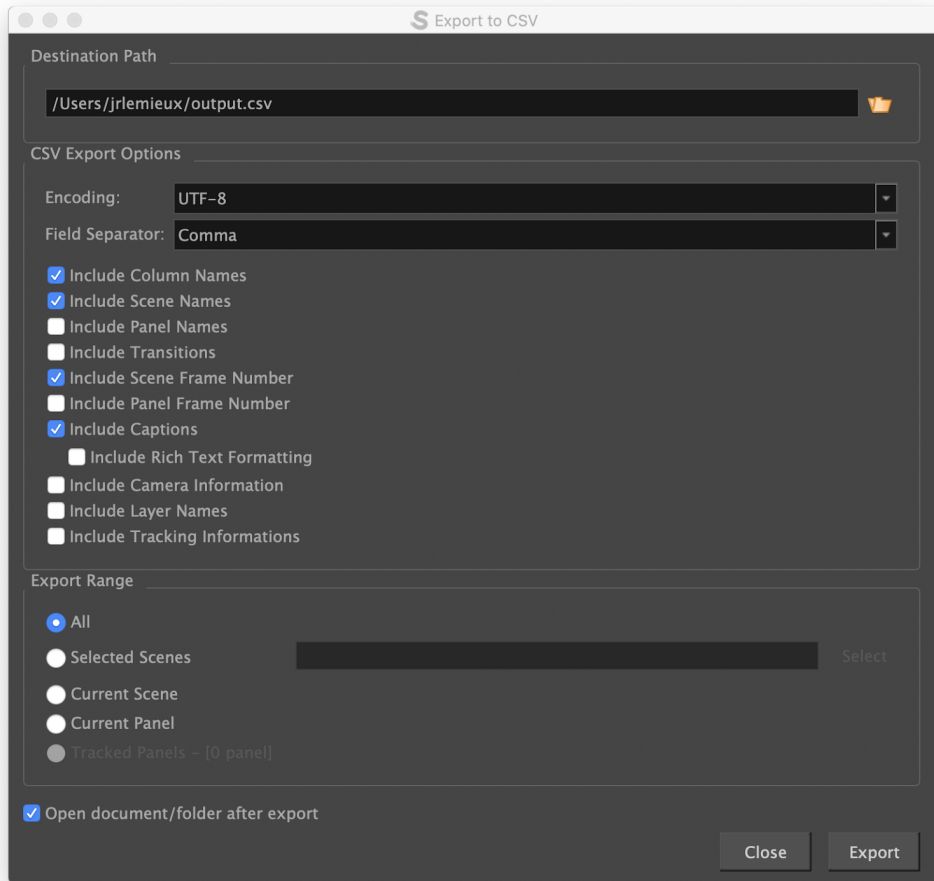 Export to CSV
Destination Path
/Users/jrlemieux/output.csv
CSV Export Options
Encoding: UTF-8
Field Separator: Comma
Include Column Names
Include Scene Names
Include Panel Names
Include Transitions
Include Scene Frame Number
Include Panel Frame Number
Include Captions
Include Rich Text Formatting
Include Camera Information
Include Layer Names
Include Tracking Informations
Export Range
All
Selected Scenes Select
Current Scene
Current Panel
Tracked Panels - [0 panel]
Open document/folder after export
Close Export